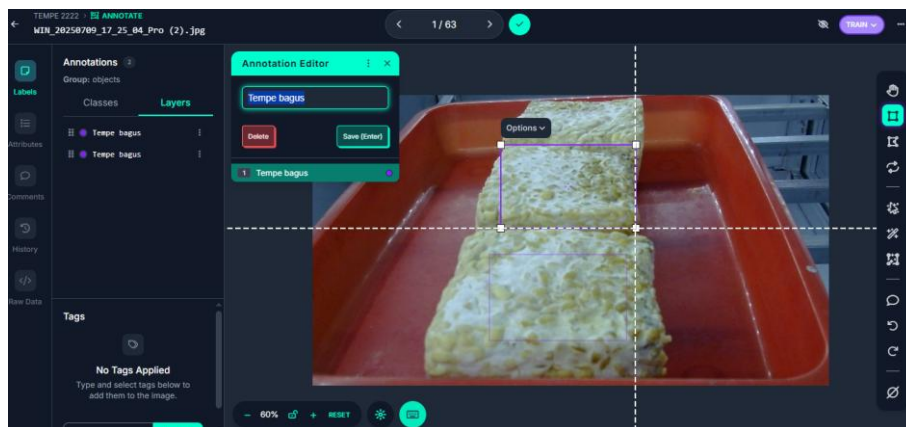 TEMPE 2222 > ANNOTATE
WIN_20250709_17_25_04_Pro (2).jpg
1 / 63
TRAIN
Labels
Attributes
Comments
History
Raw Data
Annotations 2
Group: objects
Classes Layers
Tempe bagus
Tempe bagus
Tags
No Tags Applied
Type and select tags below to
add them to the image.
Annotation Editor
Tempe bagus
Delete Save (Enter)
1 Tempe bagus
Options
60% + RESET